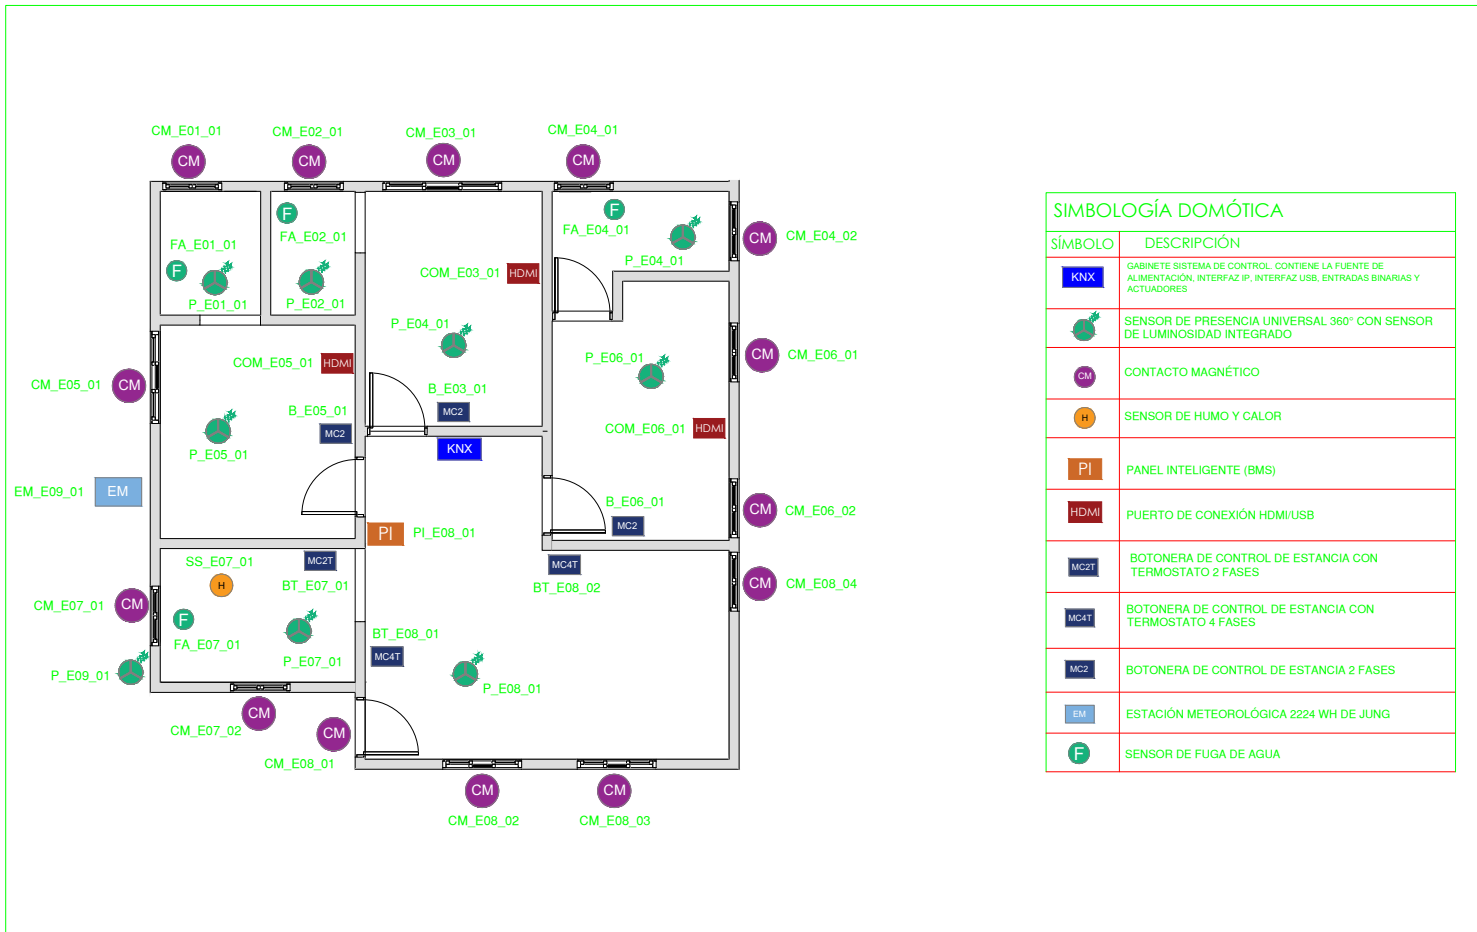 CM_E01_01
CM_E02_01
CM_E03_01
CM_E04_01
CM
CM
CM
CM
F
F
FA_E01_01
FA_E02_01
FA_E04_01
CM
CM_E04_02
F
COM_E03_01
HDMI
P_E04_01
P_E01_01
P_E02_01
P_E04_01
COM_E05_01
HDMI
P_E06_01
CM
CM_E06_01
CM_E05_01
CM
B_E03_01
B_E05_01
MC2
MC2
COM_E06_01
HDMI
P_E05_01
KNX
EM_E09_01
EM
B_E06_01
MC2
CM
CM_E06_02
PI
PI_E08_01
SS_E07_01
MC2T
MC4T
H
BT_E07_01
BT_E08_02
CM
CM_E08_04
CM_E07_01
CM
F
FA_E07_01
BT_E08_01
MC4T
P_E07_01
P_E09_01
P_E08_01
CM
CM_E07_02
CM
CM_E08_01
CM
CM
CM_E08_02
CM_E08_03
SIMBOLOGÍA DOMÓTICA
SÍMBOLO
DESCRIPCIÓN
KNX
GABINETE SISTEMA DE CONTROL. CONTIENE LA FUENTE DE
ALIMENTACIÓN, INTERFAZ IP, INTERFAZ USB, ENTRADAS BINARIAS Y
ACTUADORES
SENSOR DE PRESENCIA UNIVERSAL 360° CON SENSOR
DE LUMINOSIDAD INTEGRADO
CM
CONTACTO MAGNÉTICO
H
SENSOR DE HUMO Y CALOR
PI
PANEL INTELIGENTE (BMS)
HDMI
PUERTO DE CONEXIÓN HDMI/USB
MC2T
BOTONERA DE CONTROL DE ESTANCIA CON
TERMOSTATO 2 FASES
MC4T
BOTONERA DE CONTROL DE ESTANCIA CON
TERMOSTATO 4 FASES
MC2
BOTONERA DE CONTROL DE ESTANCIA 2 FASES
EM
ESTACIÓN METEOROLÓGICA 2224 WH DE JUNG
F
SENSOR DE FUGA DE AGUA